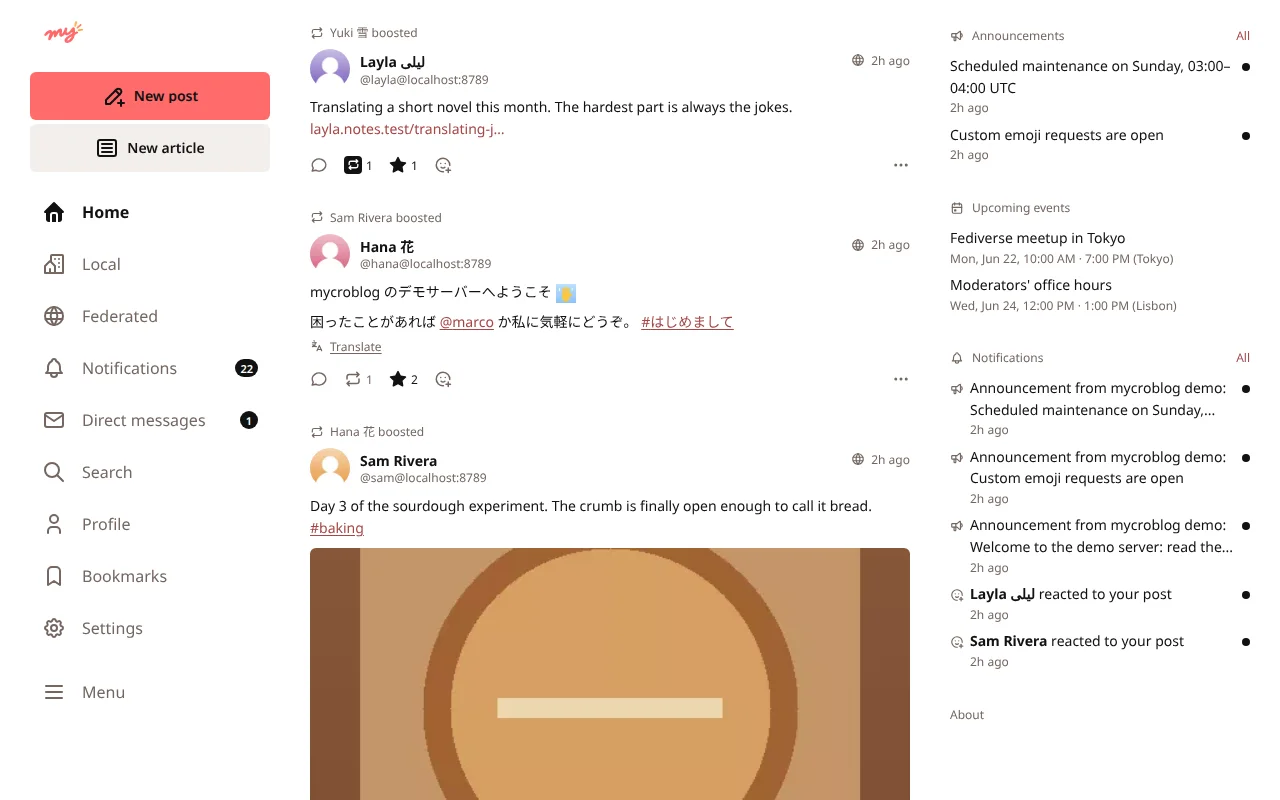 my
New post
New article
Home
Local
Federated
Notifications 22
Direct messages 1
Search
Profile
Bookmarks
Settings
Menu
Yuki 雪 boosted
Layla ليلى
2h ago
@layla@localhost:8789
Translating a short novel this month. The hardest part is always the jokes.
layla.notes.test/translating-j…
1 1
Sam Rivera boosted
Hana 花
2h ago
@hana@localhost:8789
mycroblog のデモサーバーへようこそ
困ったことがあれば @marco か私に気軽にどうぞ。 #はじめまして
Translate
1 2
Hana 花 boosted
Sam Rivera
2h ago
@sam@localhost:8789
Day 3 of the sourdough experiment. The crumb is finally open enough to call it bread.
#baking
Announcements All
Scheduled maintenance on Sunday, 03:00–
04:00 UTC
2h ago
Custom emoji requests are open
2h ago
Upcoming events
Fediverse meetup in Tokyo
Mon, Jun 22, 10:00 AM · 7:00 PM (Tokyo)
Moderators' office hours
Wed, Jun 24, 12:00 PM · 1:00 PM (Lisbon)
Notifications All
Announcement from mycroblog demo:
Scheduled maintenance on Sunday,…
2h ago
Announcement from mycroblog demo:
Custom emoji requests are open
2h ago
Announcement from mycroblog demo:
Welcome to the demo server: read the…
2h ago
Layla ليلى reacted to your post
2h ago
Sam Rivera reacted to your post
2h ago
About